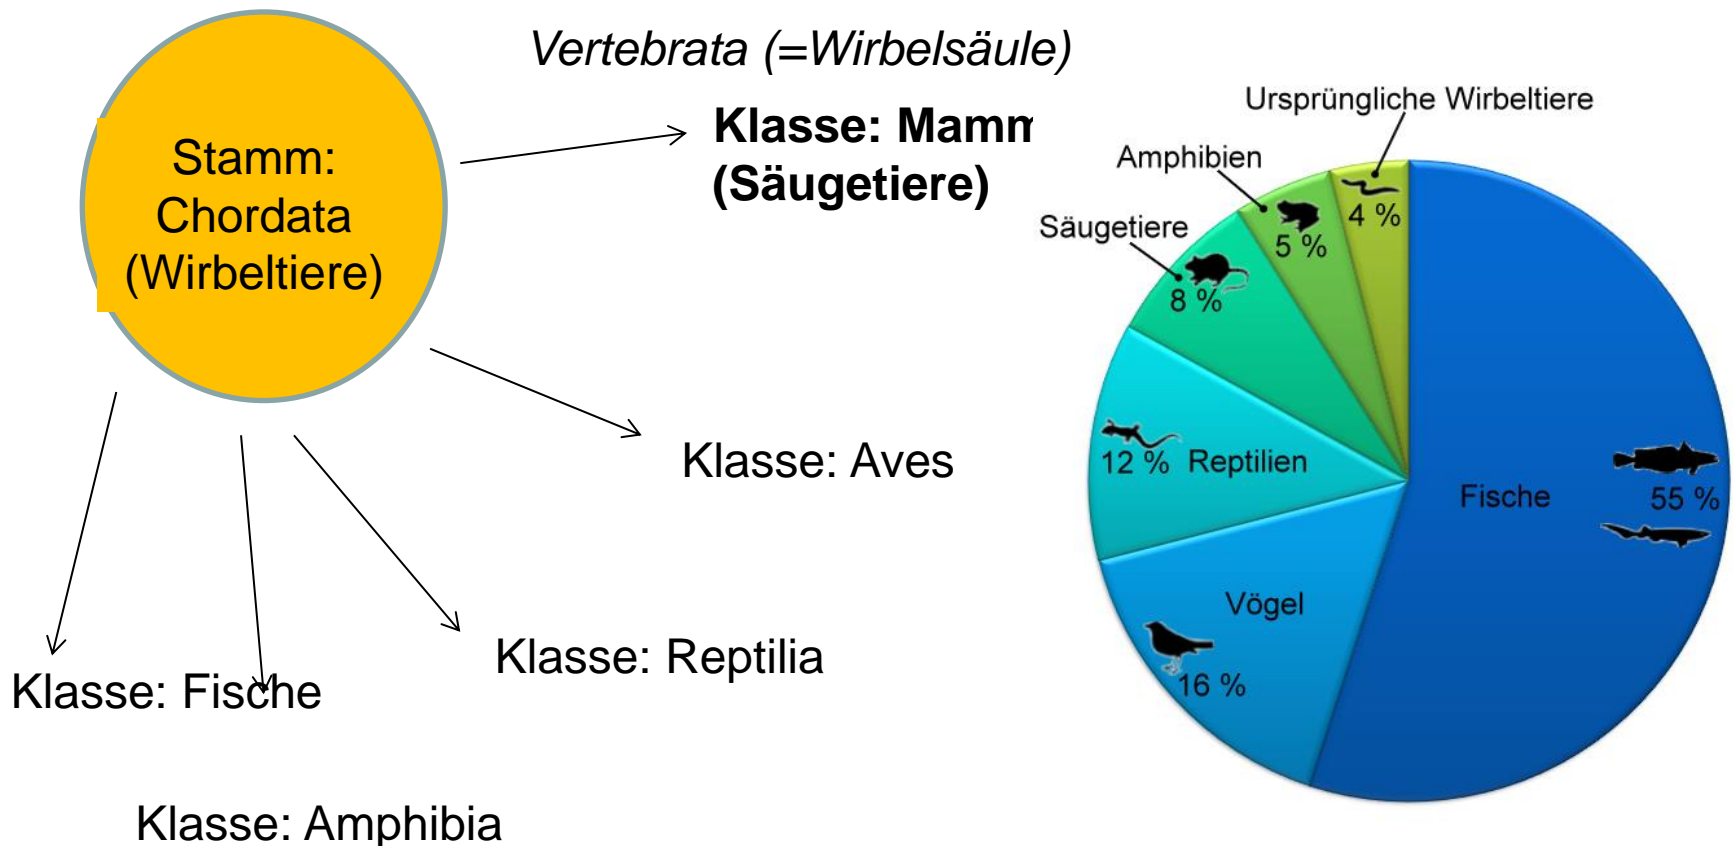 Vertebrata (=Wirbelsäule)
Stamm:
Chordata
(Wirbeltiere)
Klasse: Mamm
(Säugetiere)
Klasse: Aves
Klasse: Reptilia
Klasse: Fische
Klasse: Amphibia
Ursprüngliche Wirbeltiere
4 %
Amphibien
5 %
Säugetiere
8 %
12 % Reptilien
Fische
55 %
Vögel
16 %